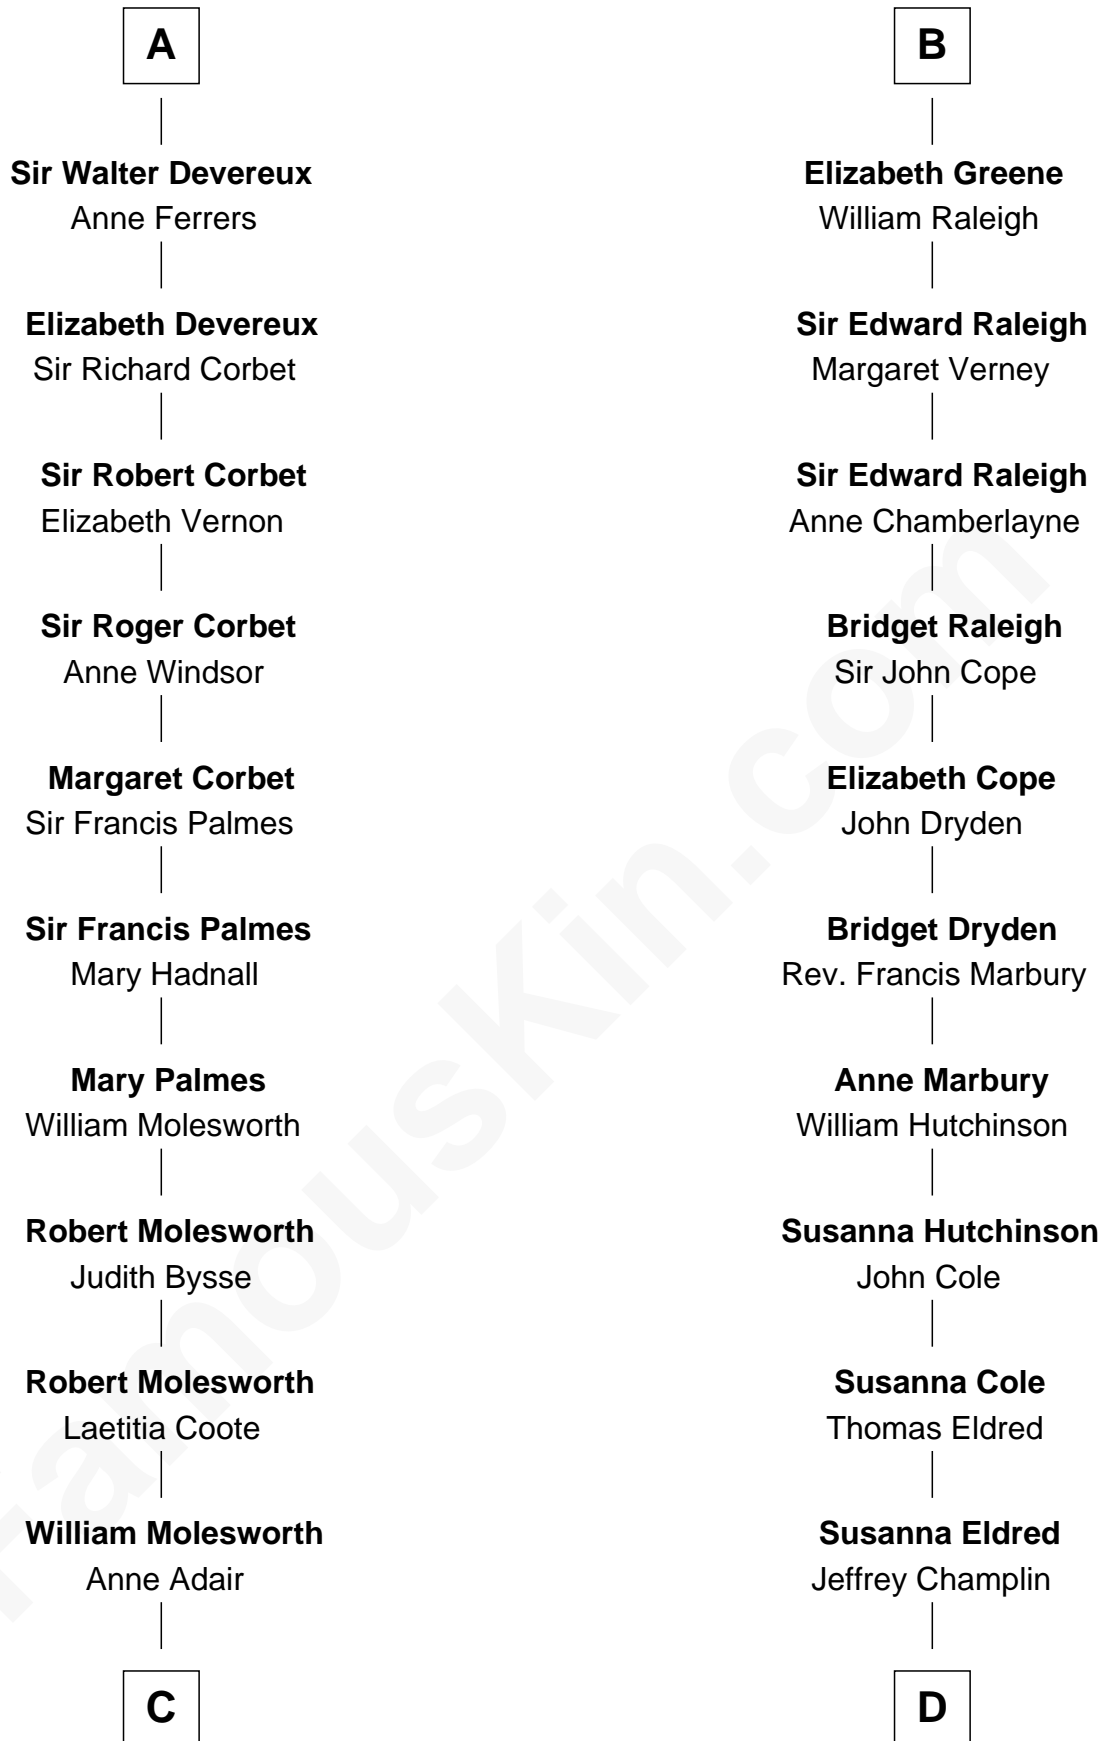 A
Sir Walter Devereux
Anne Ferrers
Elizabeth Devereux
Sir Richard Corbet
Sir Robert Corbet
Elizabeth Vernon
Sir Roger Corbet
Anne Windsor
Margaret Corbet
Sir Francis Palmes
Sir Francis Palmes
Mary Hadnall
Mary Palmes
William Molesworth
Robert Molesworth
Judith Bysse
Robert Molesworth
Laetitia Coote
William Molesworth
Anne Adair
C
B
Elizabeth Greene
William Raleigh
Sir Edward Raleigh
Margaret Verney
Sir Edward Raleigh
Anne Chamberlayne
Bridget Raleigh
Sir John Cope
Elizabeth Cope
John Dryden
Bridget Dryden
Rev. Francis Marbury
Anne Marbury
William Hutchinson
Susanna Hutchinson
John Cole
Susanna Cole
Thomas Eldred
Susanna Eldred
Jeffrey Champlin
D
FamousKin.com